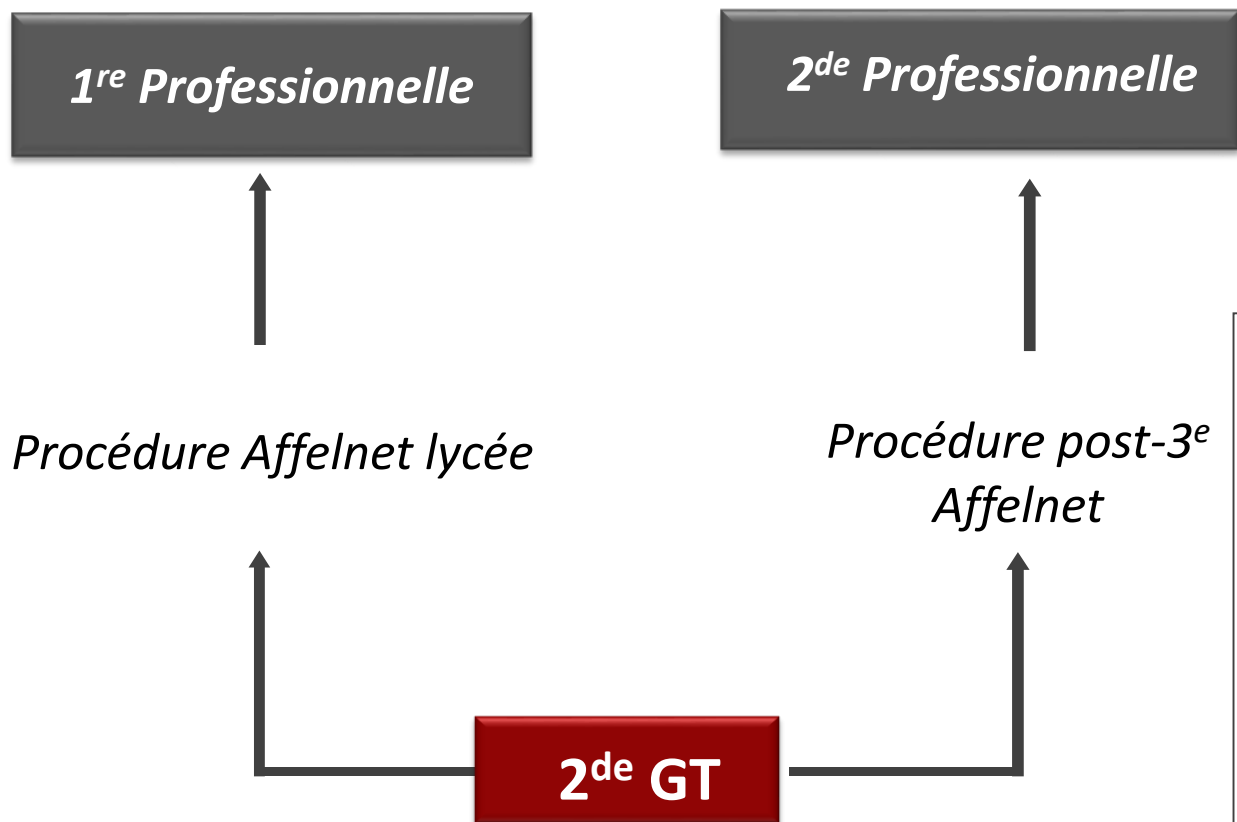 1re Professionnelle
2de Professionnelle
Procédure Affelnet lycée
Procédure post-3e
Affelnet
2de GT